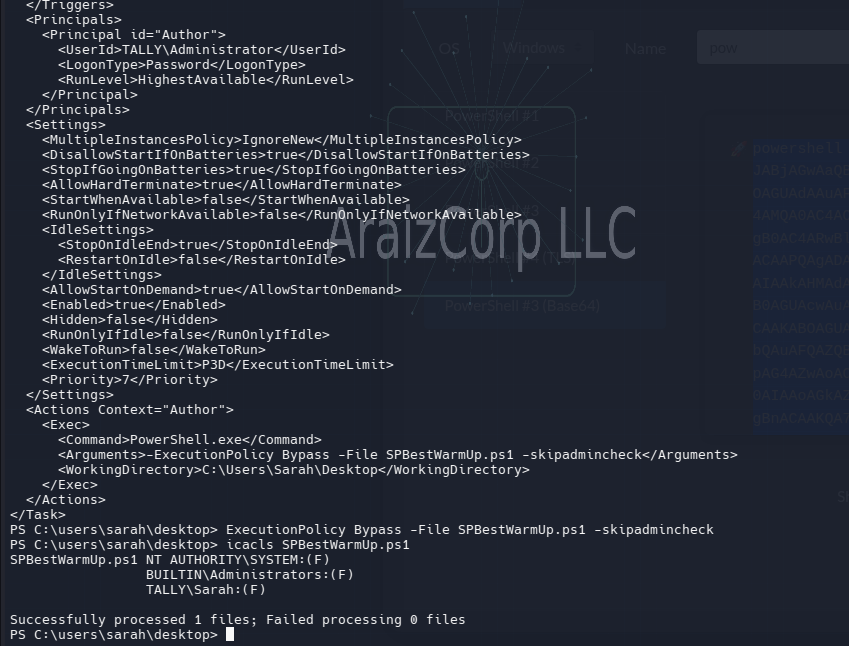 </Triggers>
<Principals>
<Principal id="Author">
<UserId>TALLY\Administrator</UserId>
<LogonType>Password</LogonType>
<RunLevel>HighestAvailable</RunLevel>
</Principal>
</Principals>
<Settings>
<MultipleInstancesPolicy>IgnoreNew</MultipleInstancesPolicy>
<DisallowStartIfOnBatteries>true</DisallowStartIfOnBatteries>
<StopIfGoingOnBatteries>true</StopIfGoingOnBatteries>
<AllowHardTerminate>true</AllowHardTerminate>
<StartWhenAvailable>false</StartWhenAvailable>
<RunOnlyIfNetworkAvailable>false</RunOnlyIfNetworkAvailable>
<IdleSettings>
<StopOnIdleEnd>true</StopOnIdleEnd>
<RestartOnIdle>false</RestartOnIdle>
</IdleSettings>
<AllowStartOnDemand>true</AllowStartOnDemand>
<Enabled>true</Enabled>
<Hidden>false</Hidden>
<RunOnlyIfIdle>false</RunOnlyIfIdle>
<WakeToRun>false</WakeToRun>
<ExecutionTimeLimit>P3D</ExecutionTimeLimit>
<Priority>7</Priority>
</Settings>
<Actions Context="Author">
<Exec>
<Command>PowerShell.exe</Command>
<Arguments>-ExecutionPolicy Bypass -File SPBestWarmUp.ps1 -skipadmincheck</Arguments>
<WorkingDirectory>C:\Users\Sarah\Desktop</WorkingDirectory>
</Exec>
</Actions>
</Task>
PS C:\users\sarah\desktop> ExecutionPolicy Bypass -File SPBestWarmUp.ps1 -skipadmincheck
PS C:\users\sarah\desktop> icacls SPBestWarmUp.ps1
SPBestWarmUp.ps1 NT AUTHORITY\SYSTEM:(F)
BUILTIN\Administrators:(F)
TALLY\Sarah:(F)
Successfully processed 1 files; Failed processing 0 files
PS C:\users\sarah\desktop>
AraizCorp LLC
OS
Windows
Name
pow
PowerShell #1
PowerShell #3 (Base64)
powershell